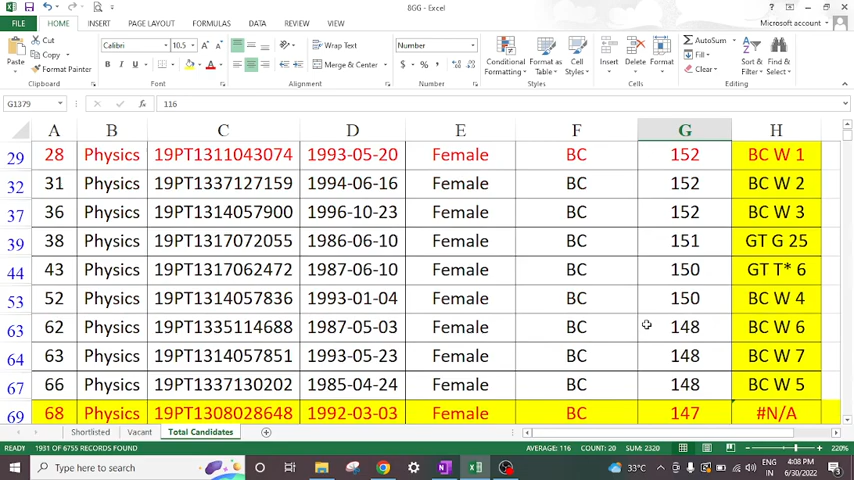 8GG - Excel
FILE HOME INSERT PAGE LAYOUT FORMULAS DATA REVIEW VIEW Microsoft account
Cut
Copy
Format Painter
Paste
Calibri 10.5
B I U
Wrap Text
Merge & Center
Number
$ % ,
Conditional Formatting
Format as Table
Cell Styles
Insert Delete Format
AutoSum
Fill
Clear
Sort & Filter
Find & Select
Clipboard Font Alignment Number Styles Cells Editing
G1379 116
A B C D E F G H
29 28 Physics 19PT1311043074 1993-05-20 Female BC 152 BC W 1
32 31 Physics 19PT1337127159 1994-06-16 Female BC 152 BC W 2
37 36 Physics 19PT1314057900 1996-10-23 Female BC 152 BC W 3
39 38 Physics 19PT1317072055 1986-06-10 Female BC 151 GT G 25
44 43 Physics 19PT1317062472 1987-06-10 Female BC 150 GT T* 6
53 52 Physics 19PT1314057836 1993-01-04 Female BC 150 BC W 4
63 62 Physics 19PT1335114688 1987-05-03 Female BC 148 BC W 6
64 63 Physics 19PT1314057851 1993-05-23 Female BC 148 BC W 7
67 66 Physics 19PT1337130202 1985-04-24 Female BC 148 BC W 5
69 68 Physics 19PT1308028648 1992-03-03 Female BC 147 #N/A
Shortlisted Vacant Total Candidates
READY 1931 OF 6755 RECORDS FOUND AVERAGE: 116 COUNT: 20 SUM: 2320 220%
Type here to search
33°C
ENG
IN
4:08 PM
6/30/2022
3